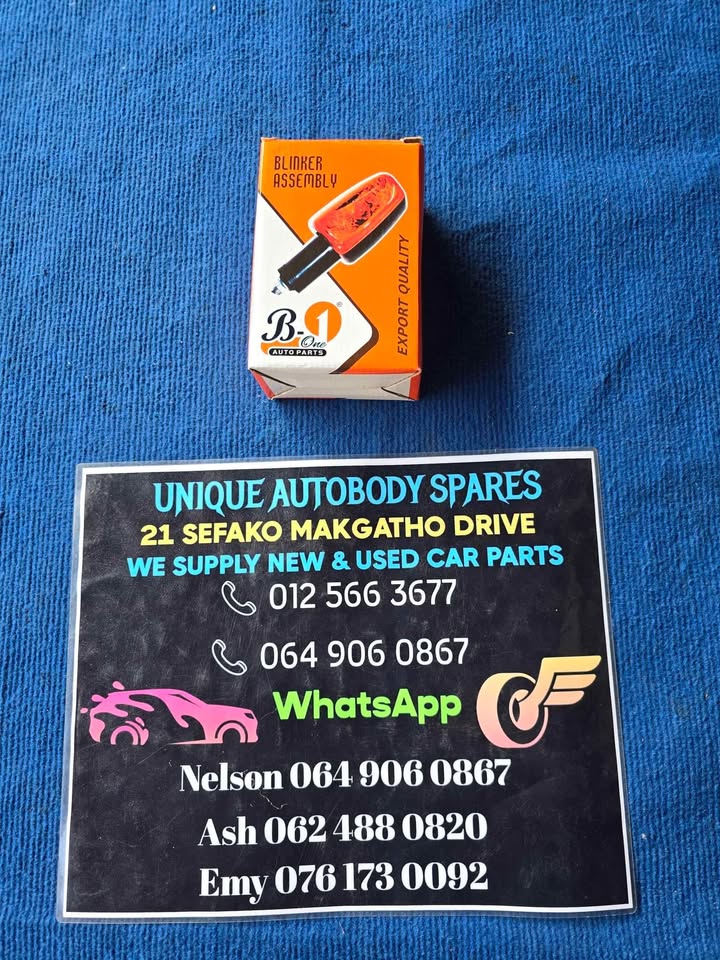 BLINKER
ASSEMBLY
EXPORT QUALITY
B-1
One
®
AUTO PARTS
UNIQUE AUTOBODY SPARES
21 SEFAKO MAKGATHO DRIVE
WE SUPPLY NEW & USED CAR PARTS
012 566 3677
064 906 0867
WhatsApp
Nelson 064 906 0867
Ash 062 488 0820
Emy 076 173 0092